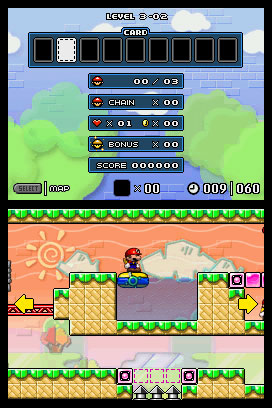 LEVEL 3-02
CARD
00 / 03
CHAIN × 00
× 01 × 00
BONUS × 00
SCORE 000000
SELECT MAP × 00 009 060